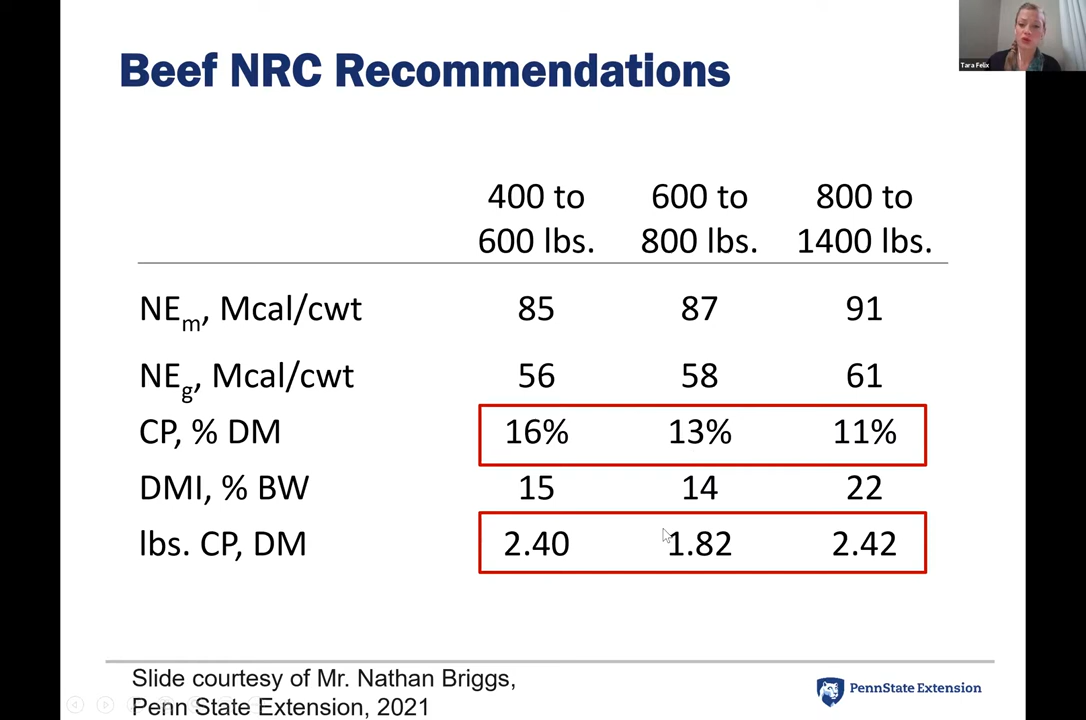 Beef NRC Recommendations
Tara Felix
400 to 600 to 800 to
600 lbs. 800 lbs. 1400 lbs.
NEm, Mcal/cwt 85 87 91
NEg, Mcal/cwt 56 58 61
CP, % DM 16% 13% 11%
DMI, % BW 15 14 22
lbs. CP, DM 2.40 1.82 2.42
Slide courtesy of Mr. Nathan Briggs,
Penn State Extension, 2021
PennState Extension